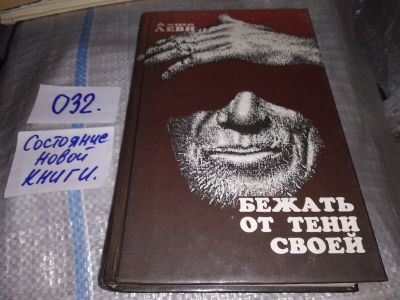 032.
Состояние
новой
книги.
ЛЕВИ
БЕЖАТЬ
ОТ ТЕНИ
СВОЕЙ